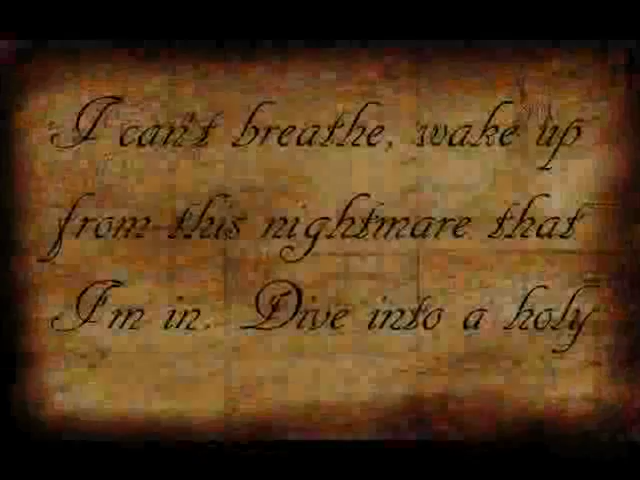 I can't breathe, wake up
from this nightmare that
I'm in. Dive into a holy